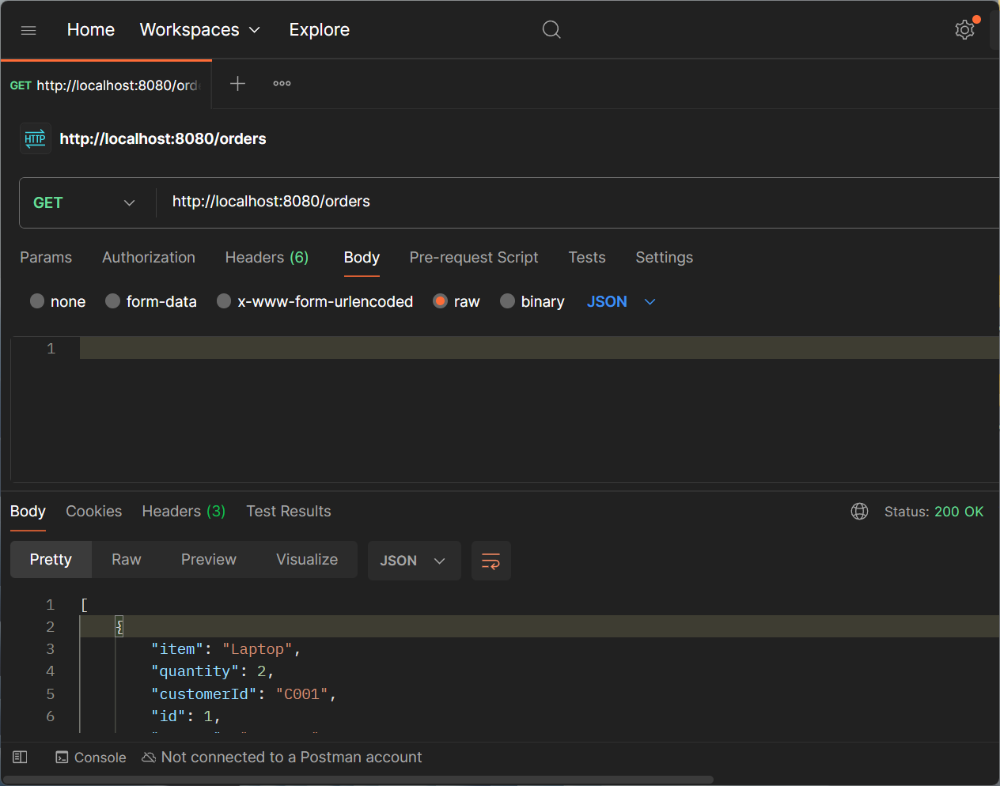 Home Workspaces Explore
GET http://localhost:8080/ord
HTTP http://localhost:8080/orders
GET http://localhost:8080/orders
Params Authorization Headers (6) Body Pre-request Script Tests Settings
none form-data x-www-form-urlencoded raw binary JSON
1
Body Cookies Headers (3) Test Results Status: 200 OK
Pretty Raw Preview Visualize JSON
1 [
2 {
3 "item": "Laptop",
4 "quantity": 2,
5 "customerId": "C001",
6 "id": 1,
Console Not connected to a Postman account